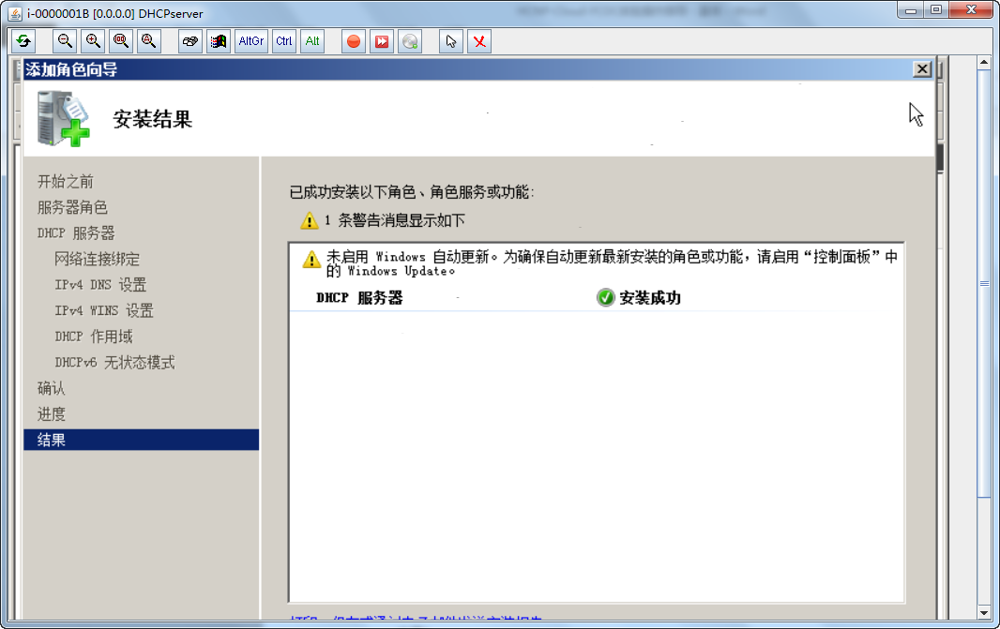 i-0000001B [0.0.0.0] DHCPserver
AltGr Ctrl Alt
添加角色向导
安装结果
开始之前
服务器角色
DHCP 服务器
网络连接绑定
IPv4 DNS 设置
IPv4 WINS 设置
DHCP 作用域
DHCPv6 无状态模式
确认
进度
结果
已成功安装以下角色、角色服务或功能:
1 条警告消息显示如下
未启用 Windows 自动更新。为确保自动更新最新安装的角色或功能，请启用“控制面板”中
的 Windows Update。
DHCP 服务器 安装成功